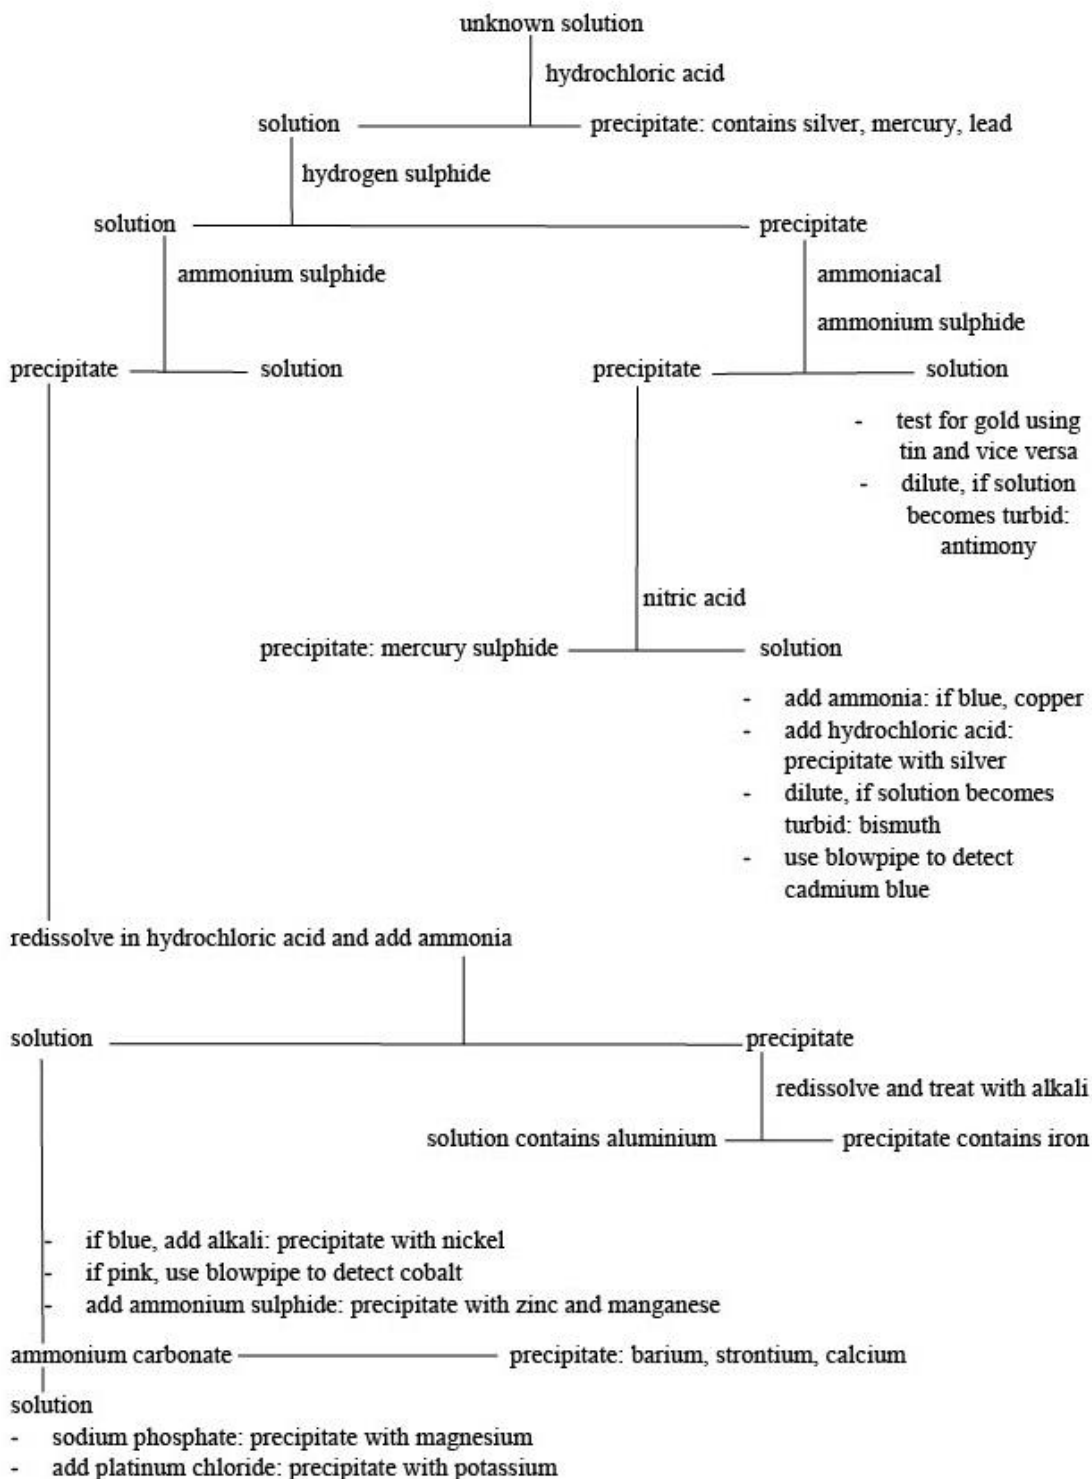 unknown solution
hydrochloric acid
solution
precipitate: contains silver, mercury, lead
hydrogen sulphide
solution
precipitate
ammonium sulphide
ammoniacal
ammonium sulphide
precipitate
solution
precipitate
solution
- test for gold using
tin and vice versa
- dilute, if solution
becomes turbid:
antimony
nitric acid
precipitate: mercury sulphide
solution
- add ammonia: if blue, copper
- add hydrochloric acid:
precipitate with silver
- dilute, if solution becomes
turbid: bismuth
- use blowpipe to detect
cadmium blue
redissolve in hydrochloric acid and add ammonia
solution
precipitate
redissolve and treat with alkali
solution contains aluminium
precipitate contains iron
- if blue, add alkali: precipitate with nickel
- if pink, use blowpipe to detect cobalt
- add ammonium sulphide: precipitate with zinc and manganese
ammonium carbonate
precipitate: barium, strontium, calcium
solution
- sodium phosphate: precipitate with magnesium
- add platinum chloride: precipitate with potassium